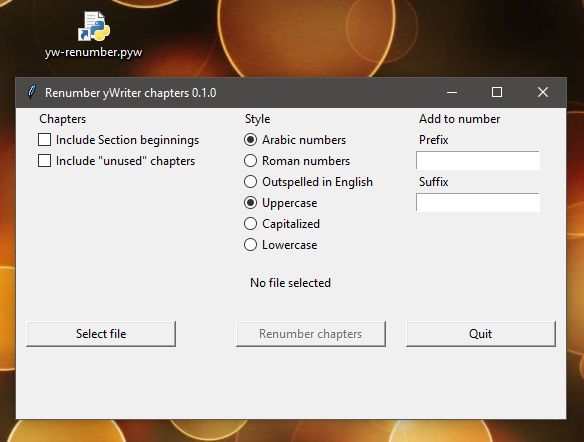 yw-renumber.pyw
Renumber yWriter chapters 0.1.0
Chapters
Include Section beginnings
Include "unused" chapters
Style
Arabic numbers
Roman numbers
Outspelled in English
Uppercase
Capitalized
Lowercase
Add to number
Prefix
Suffix
No file selected
Select file
Renumber chapters
Quit